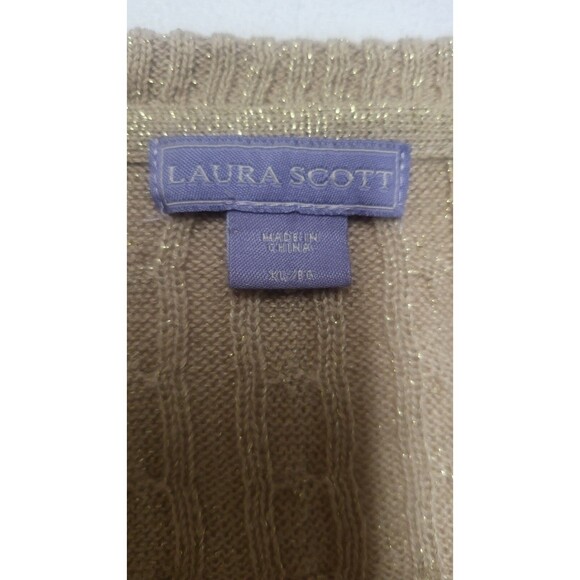 LAURA SCOTT
MADE IN
CHINA
XL/EG